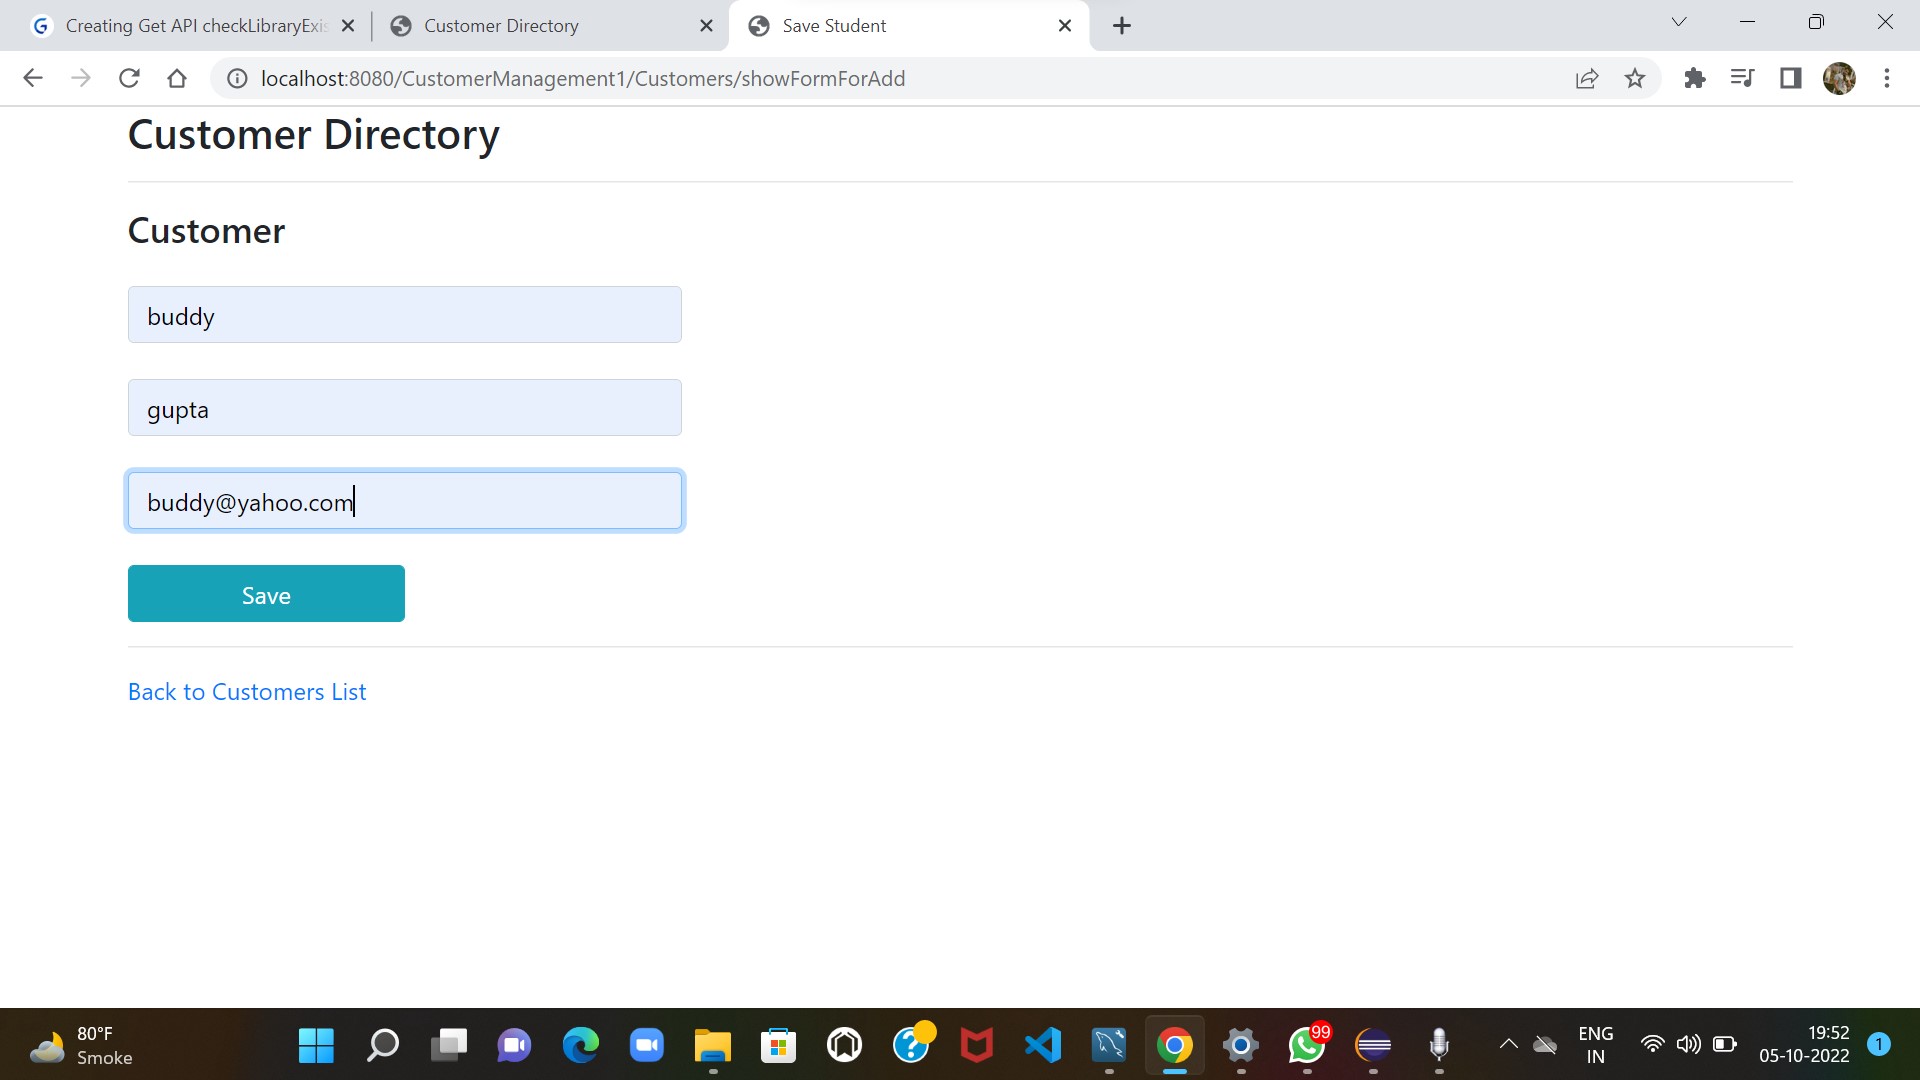 Creating Get API checkLibraryExis
Customer Directory
Save Student
localhost:8080/CustomerManagement1/Customers/showFormForAdd
Customer Directory
Customer
buddy
gupta
buddy@yahoo.com
Save
Back to Customers List
80°F
Smoke
99
ENG
IN
19:52
05-10-2022
1